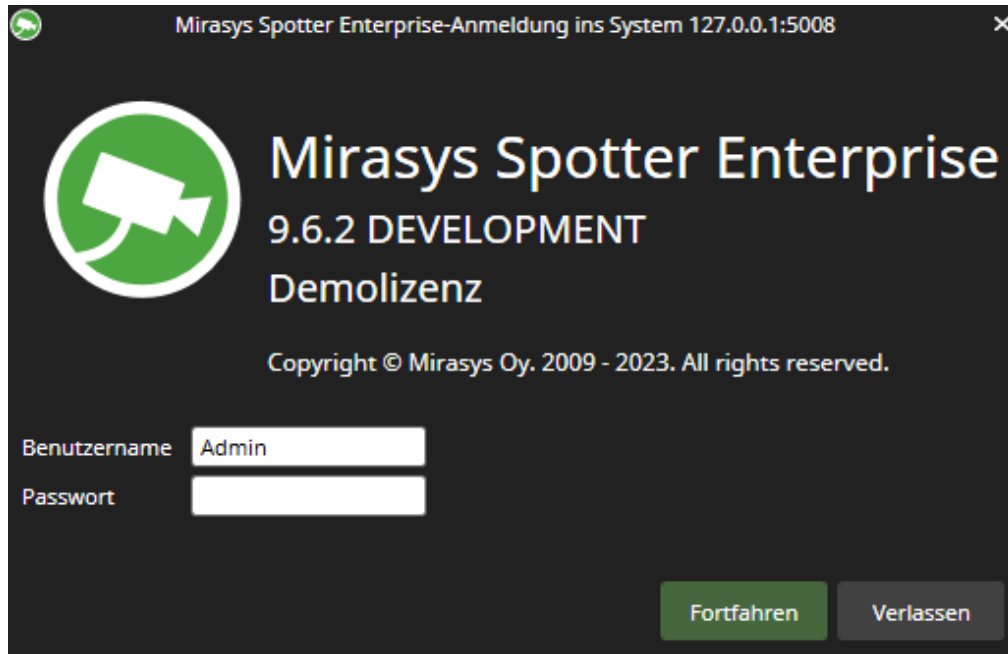 Mirasys Spotter Enterprise-Anmeldung ins System 127.0.0.1:5008
Mirasys Spotter Enterprise
9.6.2 DEVELOPMENT
Demolizenz
Copyright © Mirasys Oy. 2009 - 2023. All rights reserved.
Benutzername Admin
Passwort
Fortfahren Verlassen